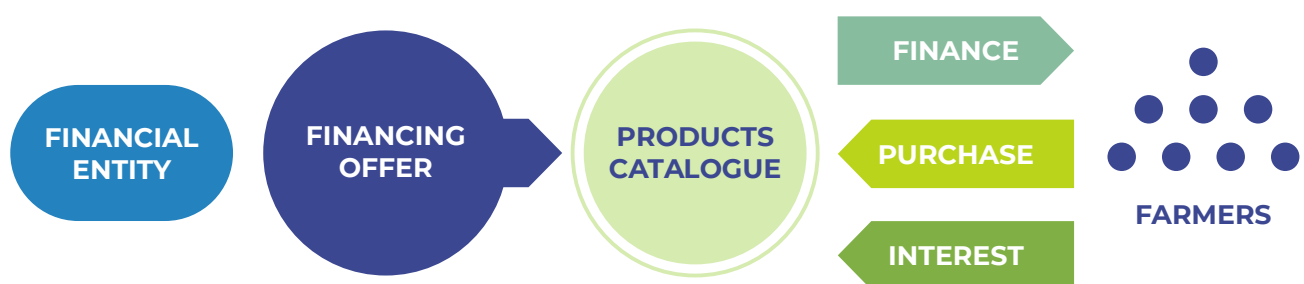 FINANCIAL
ENTITY
FINANCING
OFFER
PRODUCTS
CATALOGUE
FINANCE
PURCHASE
INTEREST
FARMERS